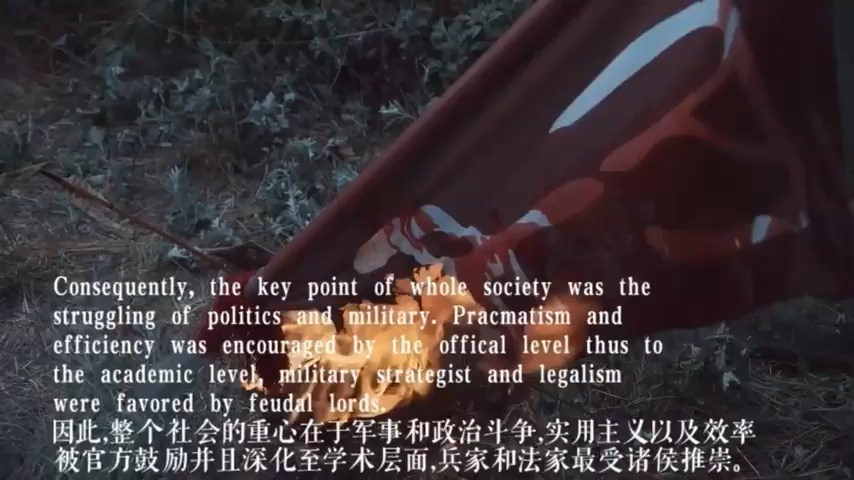 Consequently, the key point of whole society was the
struggling of politics and military. Pracmatism and
efficiency was encouraged by the offical level thus to
the academic level, military strategist and legalism
were favored by feudal lords.
因此,整个社会的重心在于军事和政治斗争,实用主义以及效率
被官方鼓励并且深化至学术层面,兵家和法家最受诸侯推崇。